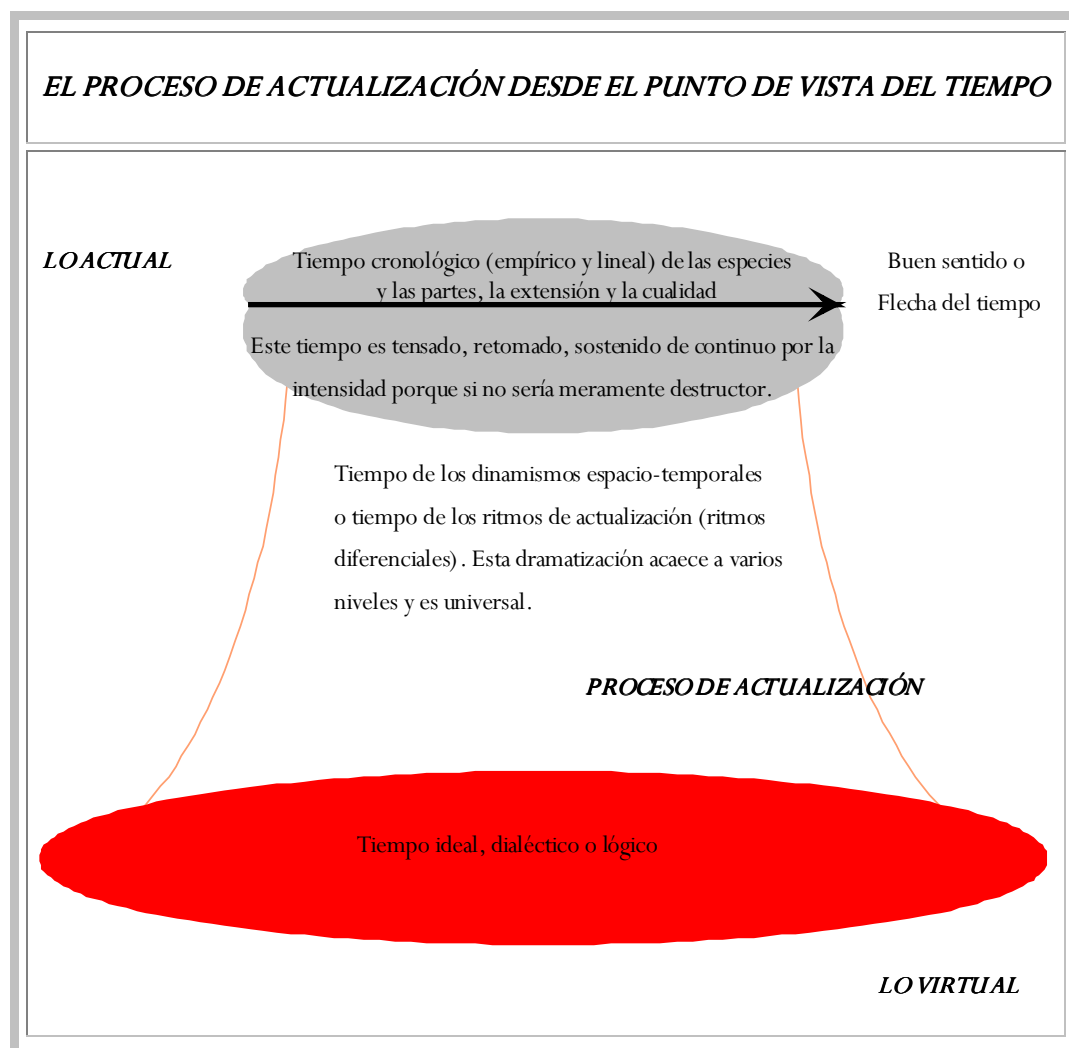 EL PROCESO DE ACTUALIZACIÓN DESDE EL PUNTO DE VISTA DEL TIEMPO
LO ACTUAL
Tiempo cronológico (empírico y lineal) de las especies
y las partes, la extensión y la cualidad
Buen sentido o
Flecha del tiempo
Este tiempo es tensado, retomado, sostenido de continuo por la
intensidad porque si no sería meramente destructor.
Tiempo de los dinamismos espacio-temporales
o tiempo de los ritmos de actualización (ritmos
diferenciales). Esta dramatización acaece a varios
niveles y es universal.
PROCESO DE ACTUALIZACIÓN
Tiempo ideal, dialéctico o lógico
LO VIRTUAL